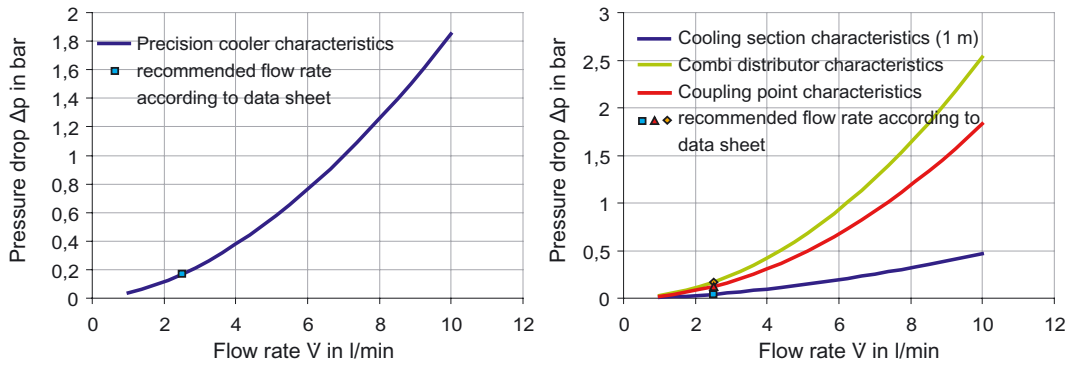 Pressure drop Δp in bar
2
1,8
1,6
1,4
1,2
1
0,8
0,6
0,4
0,2
0
Precision cooler characteristics
recommended flow rate
according to data sheet
0 2 4 6 8 10 12
Flow rate V̇ in l/min
Pressure drop Δp in bar
3
2,5
2
1,5
1
0,5
0
Cooling section characteristics (1 m)
Combi distributor characteristics
Coupling point characteristics
recommended flow rate according to
data sheet
0 2 4 6 8 10 12
Flow rate V̇ in l/min